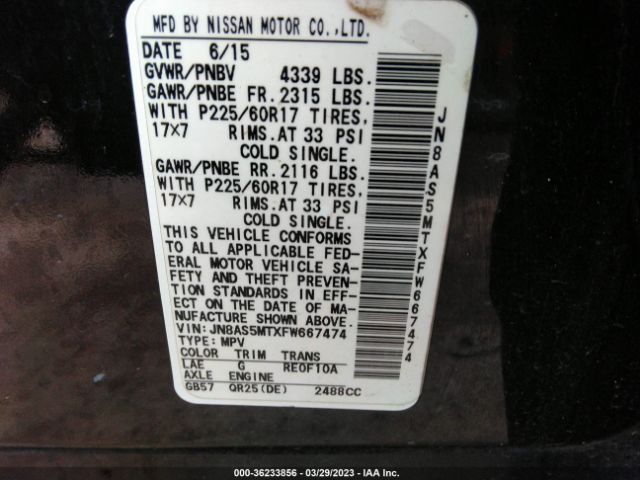 MFD BY NISSAN MOTOR CO.,LTD.
DATE 6/15
GVWR/PNBV 4339 LBS.
GAWR/PNBE FR. 2315 LBS.
WITH P225/60R17 TIRES,
17×7 RIMS.AT 33 PSI
COLD SINGLE.
GAWR/PNBE RR. 2116 LBS.
WITH P225/60R17 TIRES,
17×7 RIMS.AT 33 PSI
COLD SINGLE.
THIS VEHICLE CONFORMS
TO ALL APPLICABLE FED-
ERAL MOTOR VEHICLE SA-
FETY AND THEFT PREVEN-
TION STANDARDS IN EFF-
ECT ON THE DATE OF MA-
NUFACTURE SHOWN ABOVE.
VIN: JN8AS5MTXFW667474
TYPE: MPV
COLOR TRIM TRANS
LAE G RE0F10A
AXLE ENGINE
GB57 QR25(DE) 2488CC
JN8AS5MTXFW667474
000-36233856 - 03/29/2023 - IAA Inc.